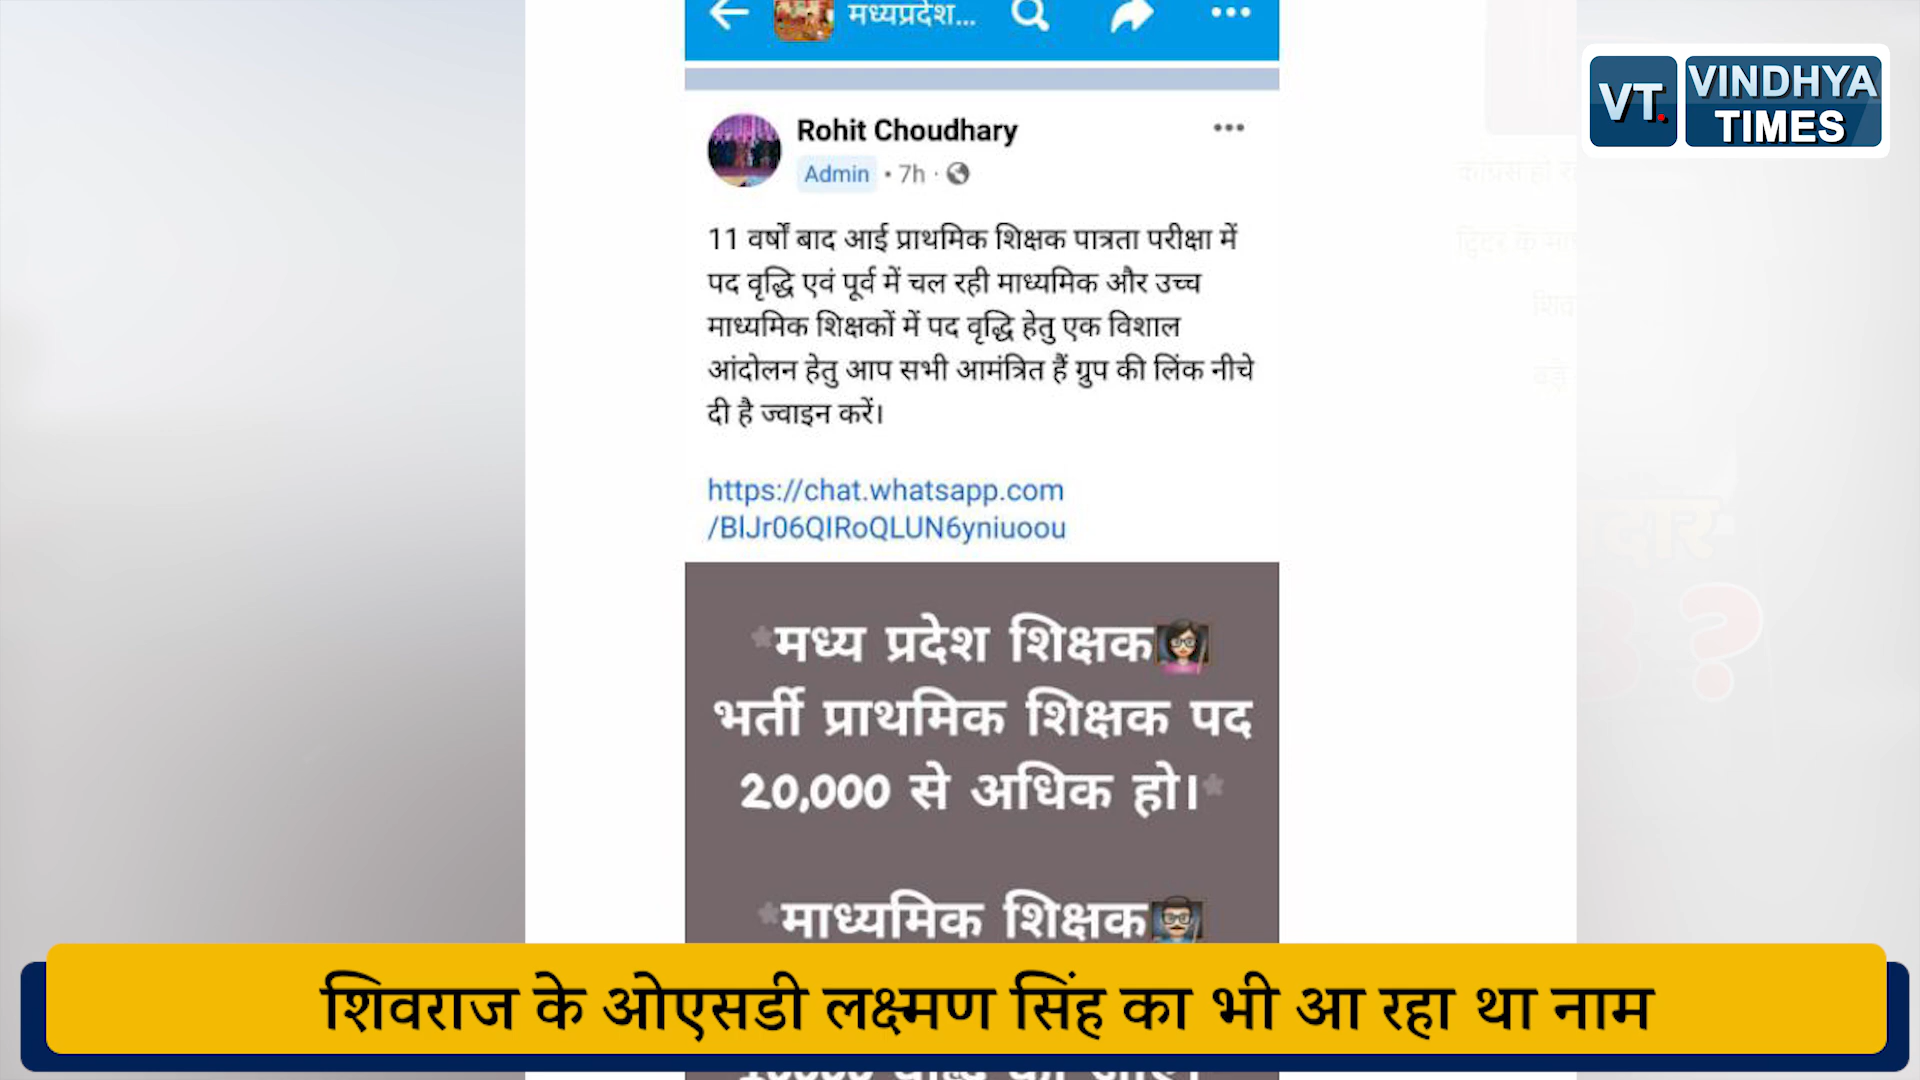 मध्यप्रदेश...
VT.
VINDHYA
TIMES
Rohit Choudhary
Admin • 7h ·
11 वर्षों बाद आई प्राथमिक शिक्षक पात्रता परीक्षा में
पद वृद्धि एवं पूर्व में चल रही माध्यमिक और उच्च
माध्यमिक शिक्षकों में पद वृद्धि हेतु एक विशाल
आंदोलन हेतु आप सभी आमंत्रित हैं ग्रुप की लिंक नीचे
दी है ज्वाइन करें।
https://chat.whatsapp.com
/BlJr06QIRoQLUN6yniuoou
*मध्य प्रदेश शिक्षक👩‍🏫
भर्ती प्राथमिक शिक्षक पद
20,000 से अधिक हो।*
*माध्यमिक शिक्षक👨‍🏫
शिवराज के ओएसडी लक्ष्मण सिंह का भी आ रहा था नाम